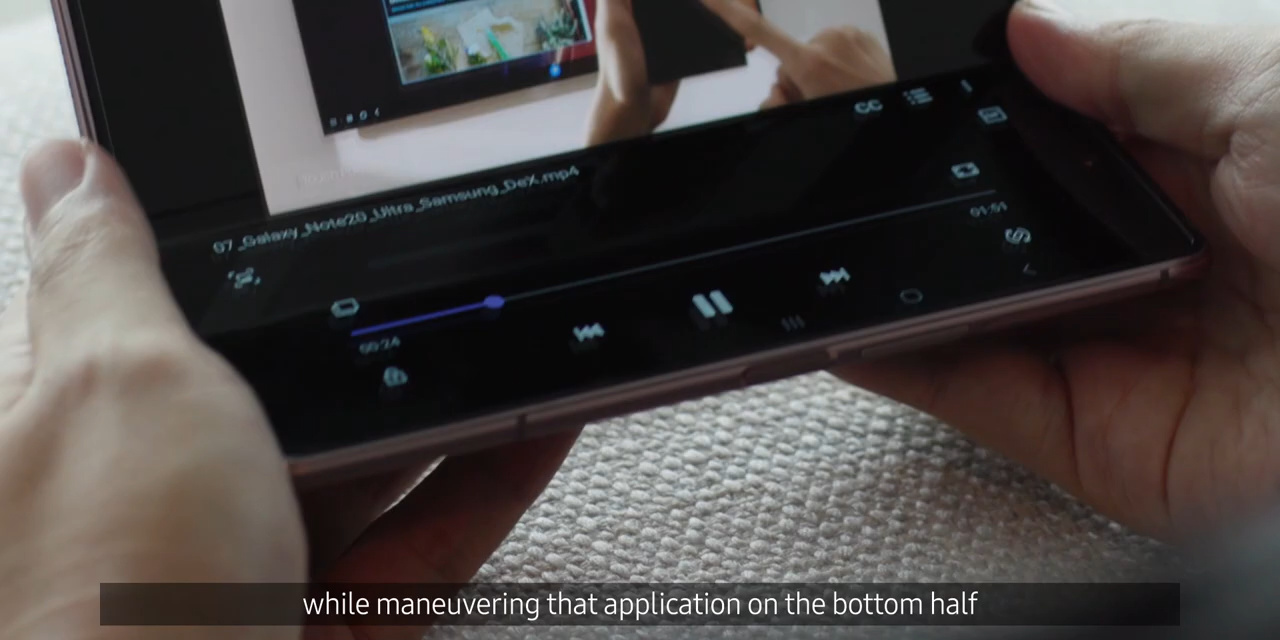 CC
07_Galaxy_Note20_Ultra_Samsung_DeX.mp4
01:51
00:24
while maneuvering that application on the bottom half